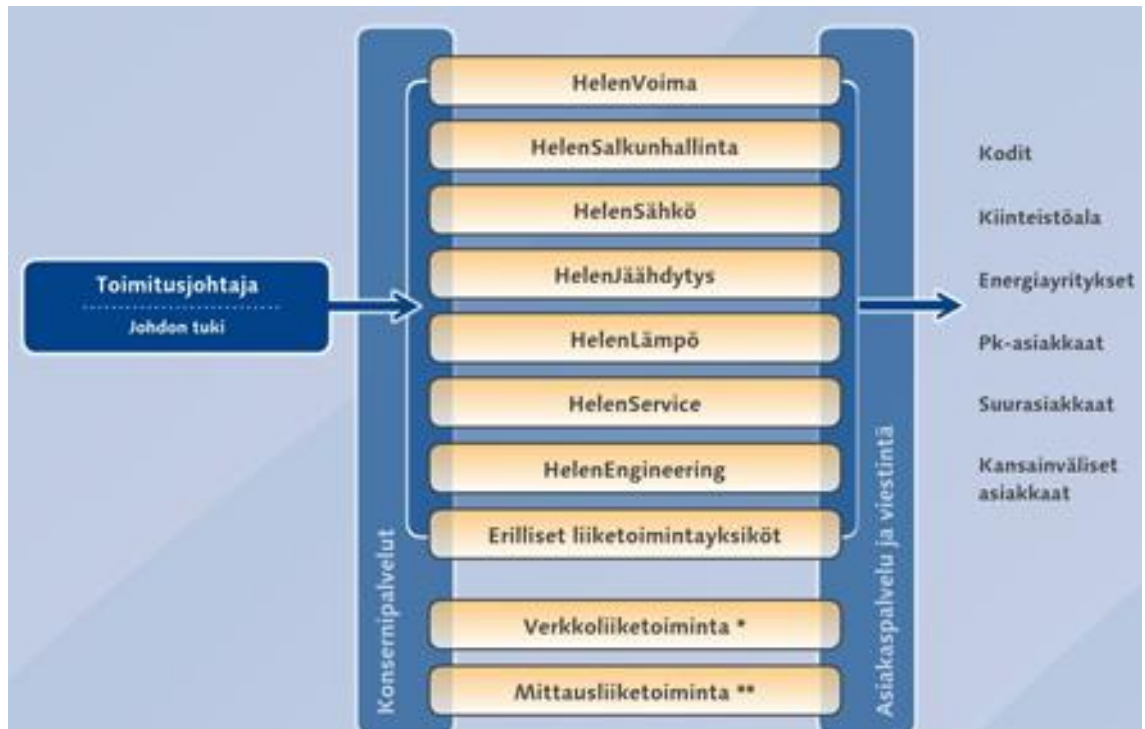 Toimitusjohtaja
Johdon tuki
Konsernipalvelut
HelenVoima
HelenSalkunhallinta
HelenSähkö
HelenJäähdytys
HelenLämpö
HelenService
HelenEngineering
Erilliset liiketoimintayksiköt
Verkkoliiketoiminta *
Mittausliiketoiminta **
Asiakaspalvelu ja viestintä
Kodit
Kiinteistöala
Energiayritykset
Pk-asiakkaat
Suurasiakkaat
Kansainväliset
asiakkaat